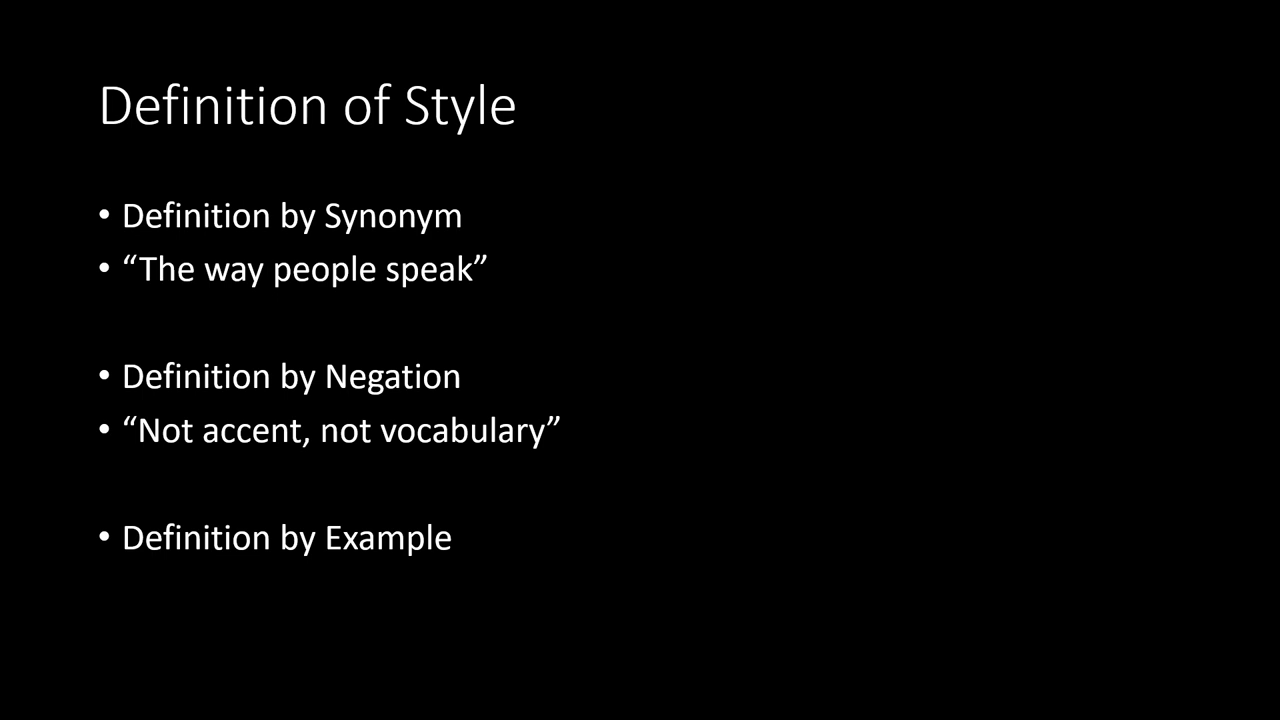 Definition of Style
• Definition by Synonym
• “The way people speak”
• Definition by Negation
• “Not accent, not vocabulary”
• Definition by Example